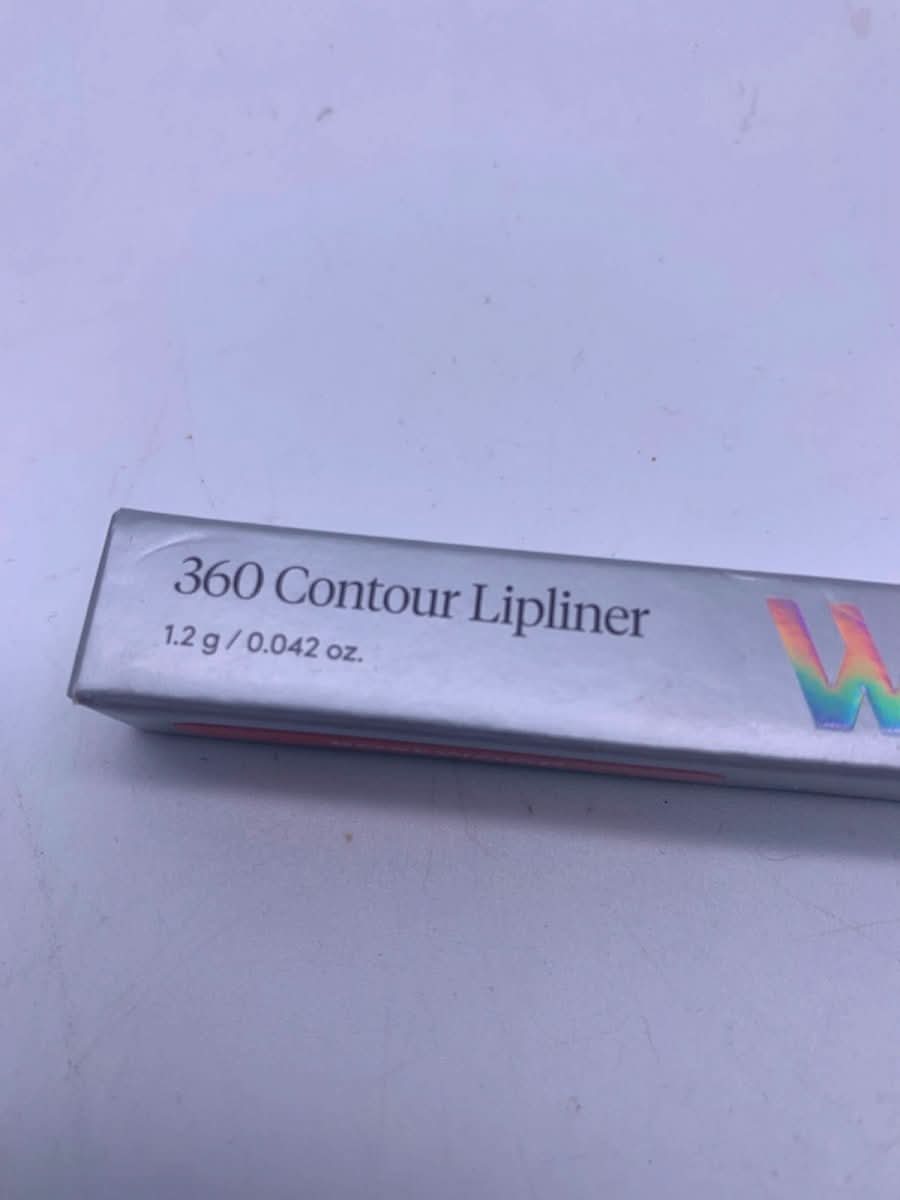 360 Contour Lipliner
1.2 g / 0.042 oz.
W